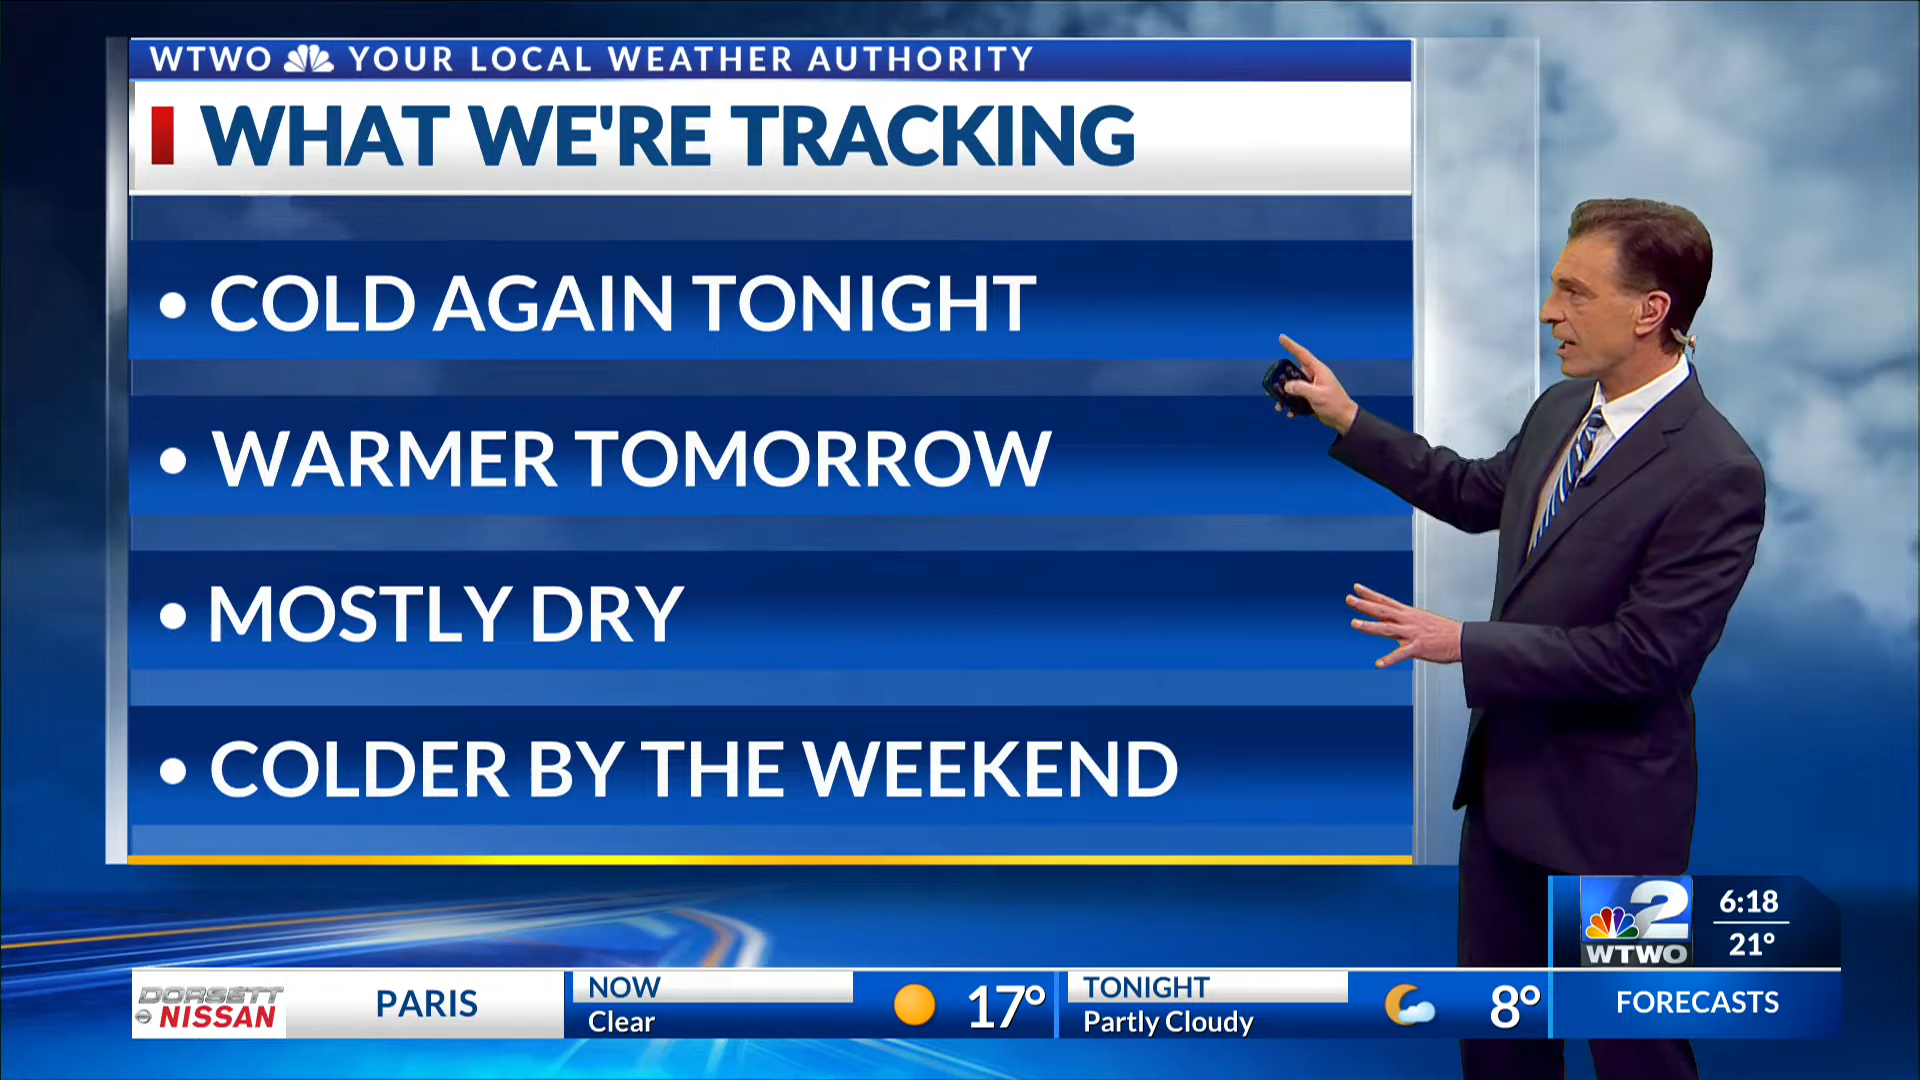 WTWO YOUR LOCAL WEATHER AUTHORITY
WHAT WE'RE TRACKING
• COLD AGAIN TONIGHT
• WARMER TOMORROW
• MOSTLY DRY
• COLDER BY THE WEEKEND
2
WTWO
6:18
21°
DORSETT
NISSAN
PARIS
NOW
Clear
17°
TONIGHT
Partly Cloudy
8°
FORECASTS